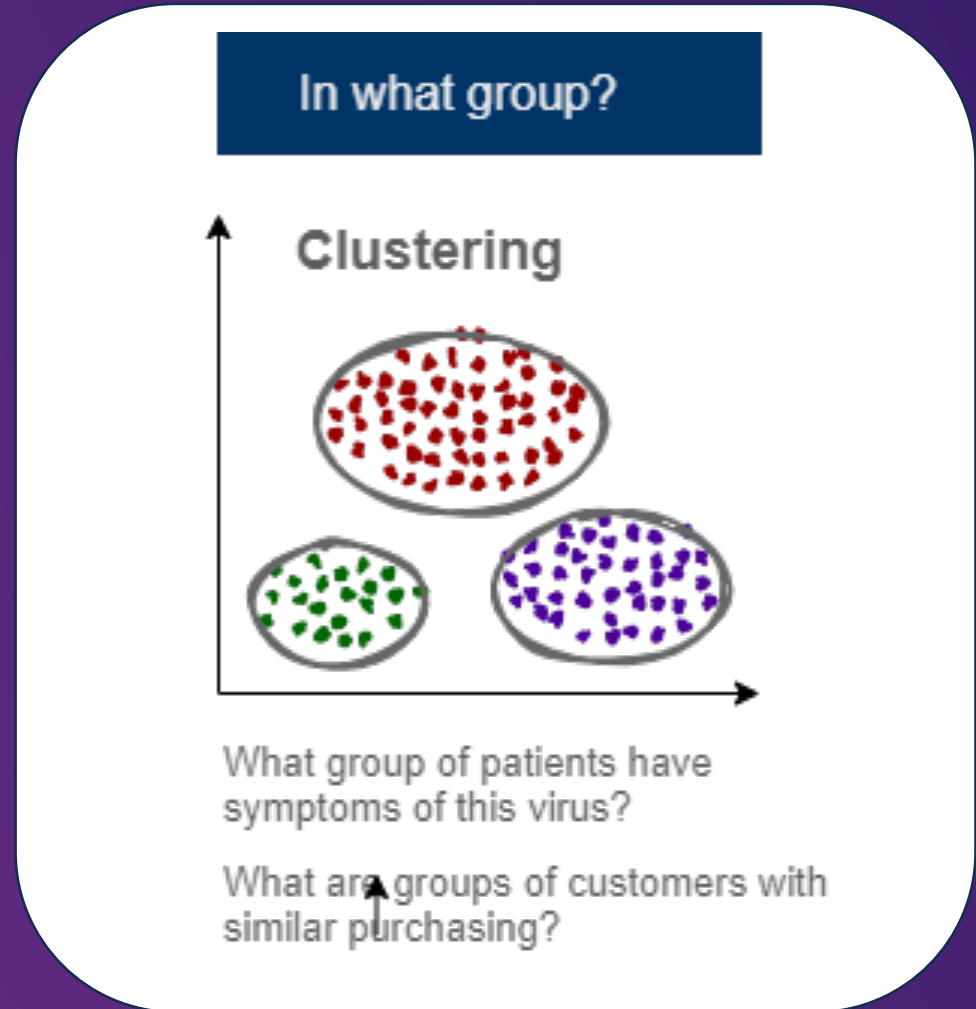 In what group?
Clustering
What group of patients have
symptoms of this virus?
What are groups of customers with
similar purchasing?